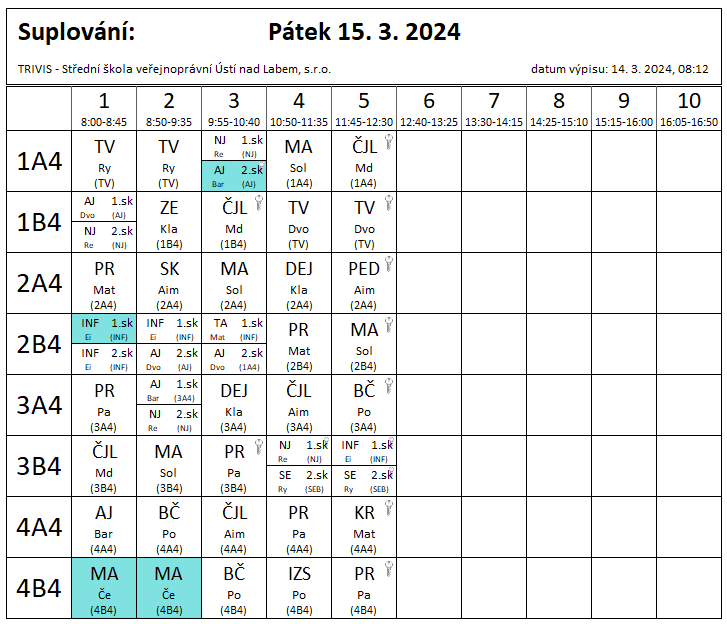 Suplování: Pátek 15. 3. 2024
TRIVIS - Střední škola veřejnoprávní Ústí nad Labem, s.r.o. datum výpisu: 14. 3. 2024, 08:12
1 2 3 4 5 6 7 8 9 10
8:00-8:45 8:50-9:35 9:55-10:40 10:50-11:35 11:45-12:30 12:40-13:25 13:30-14:15 14:25-15:10 15:15-16:00 16:05-16:50
1A4
TV
Ry
(TV)
TV
Ry
(TV)
NJ 1.sk
Re (NJ)
AJ 2.sk
Bar (AJ)
MA
Sol
(1A4)
ČJL
Md
(1A4)
1B4
AJ 1.sk
Dvo (AJ)
NJ 2.sk
Re (NJ)
ZE
Kla
(1B4)
ČJL
Md
(1B4)
TV
Dvo
(TV)
TV
Dvo
(TV)
2A4
PR
Mat
(2A4)
SK
Aim
(2A4)
MA
Sol
(2A4)
DEJ
Kla
(2A4)
PED
Aim
(2A4)
2B4
INF 1.sk
Ei (INF)
INF 2.sk
Ei (INF)
INF 1.sk
Ei (INF)
AJ 2.sk
Dvo (AJ)
TA 1.sk
Mat (INF)
AJ 2.sk
Dvo (1A4)
PR
Mat
(2B4)
MA
Sol
(2B4)
3A4
PR
Pa
(3A4)
AJ 1.sk
Bar (3A4)
NJ 2.sk
Re (NJ)
DEJ
Kla
(3A4)
ČJL
Aim
(3A4)
BČ
Po
(3A4)
3B4
ČJL
Md
(3B4)
MA
Sol
(3B4)
PR
Pa
(3B4)
NJ 1.sk
Re (NJ)
SE 2.sk
Ry (SEB)
INF 1.sk
Ei (INF)
SE 2.sk
Ry (SEB)
4A4
AJ
Bar
(4A4)
BČ
Po
(4A4)
ČJL
Aim
(4A4)
PR
Pa
(4A4)
KR
Mat
(4A4)
4B4
MA
Če
(4B4)
MA
Če
(4B4)
BČ
Po
(4B4)
IZS
Po
(4B4)
PR
Pa
(4B4)